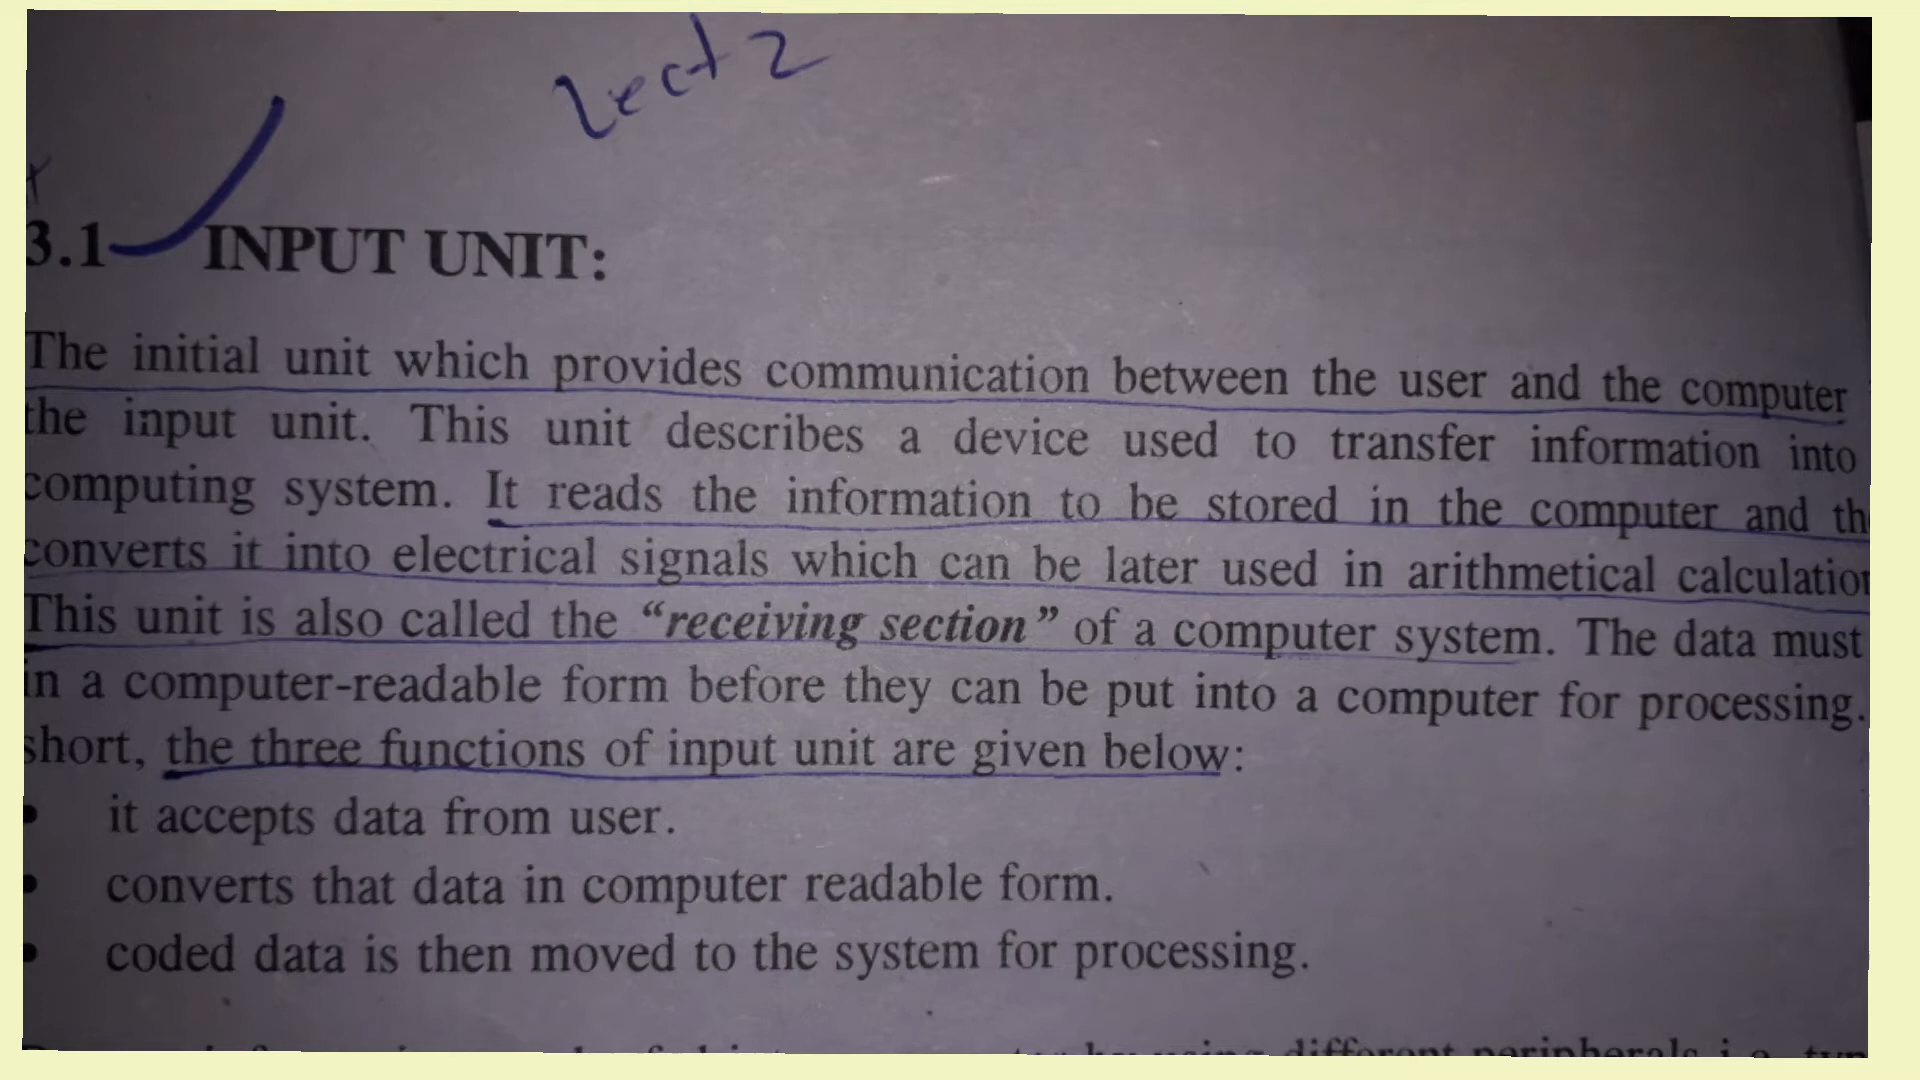 Lect 2
3.1 INPUT UNIT:
The initial unit which provides communication between the user and the computer
the input unit. This unit describes a device used to transfer information into
computing system. It reads the information to be stored in the computer and th
converts it into electrical signals which can be later used in arithmetical calculation
This unit is also called the “receiving section” of a computer system. The data must
in a computer-readable form before they can be put into a computer for processing.
short, the three functions of input unit are given below:
• it accepts data from user.
• converts that data in computer readable form.
• coded data is then moved to the system for processing.
by using different peripherals i.e.